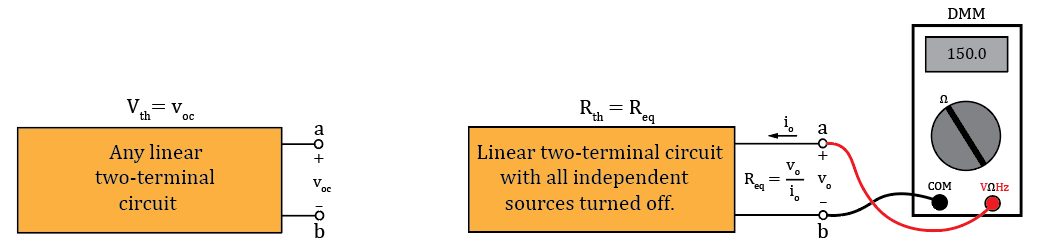 V_th = v_oc
Any linear
two-terminal
circuit
a
+
v_oc
−
b
R_th = R_eq
Linear two-terminal circuit
with all independent
sources turned off.
i_o
a
+
R_eq = v_o / i_o
v_o
−
b
DMM
150.0
Ω
COM
VΩHz